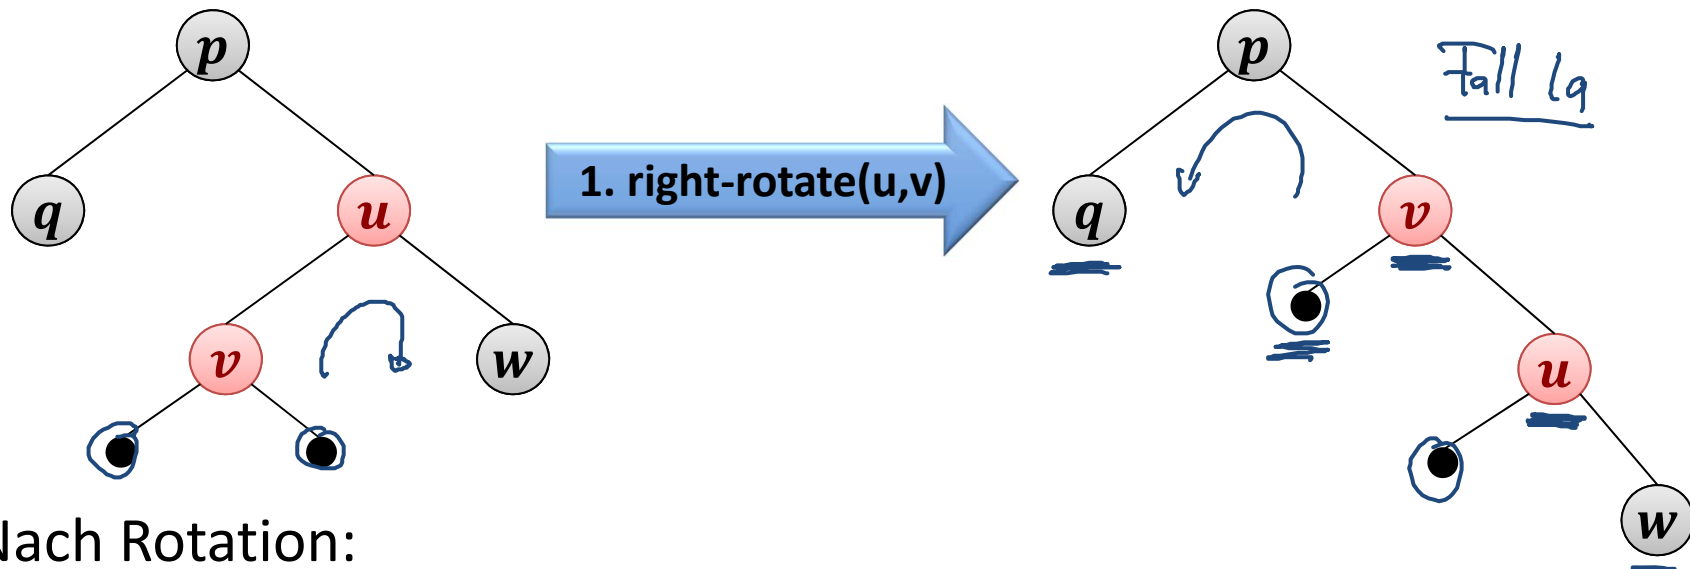 p
p
Fall 1a
q
u
1. right-rotate(u,v)
q
v
v
w
u
w
Nach Rotation: